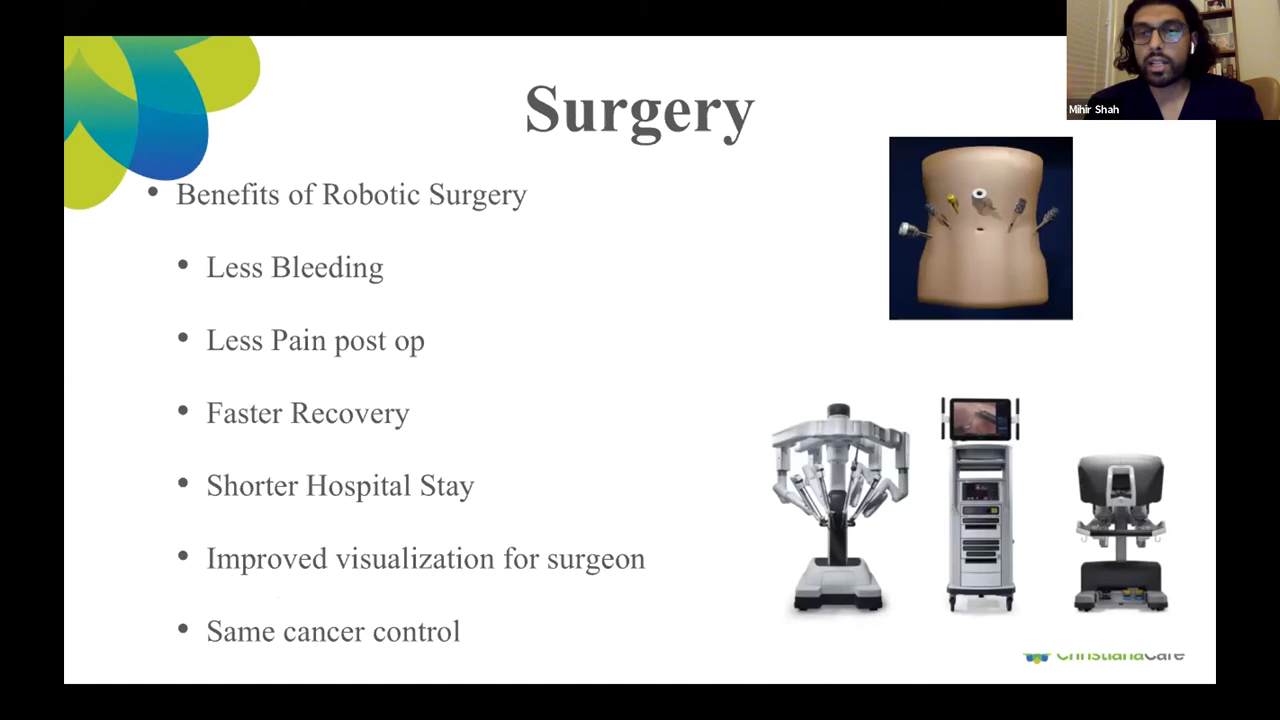 Mihir Shah
Surgery
Benefits of Robotic Surgery
Less Bleeding
Less Pain post op
Faster Recovery
Shorter Hospital Stay
Improved visualization for surgeon
Same cancer control
ChristianaCare